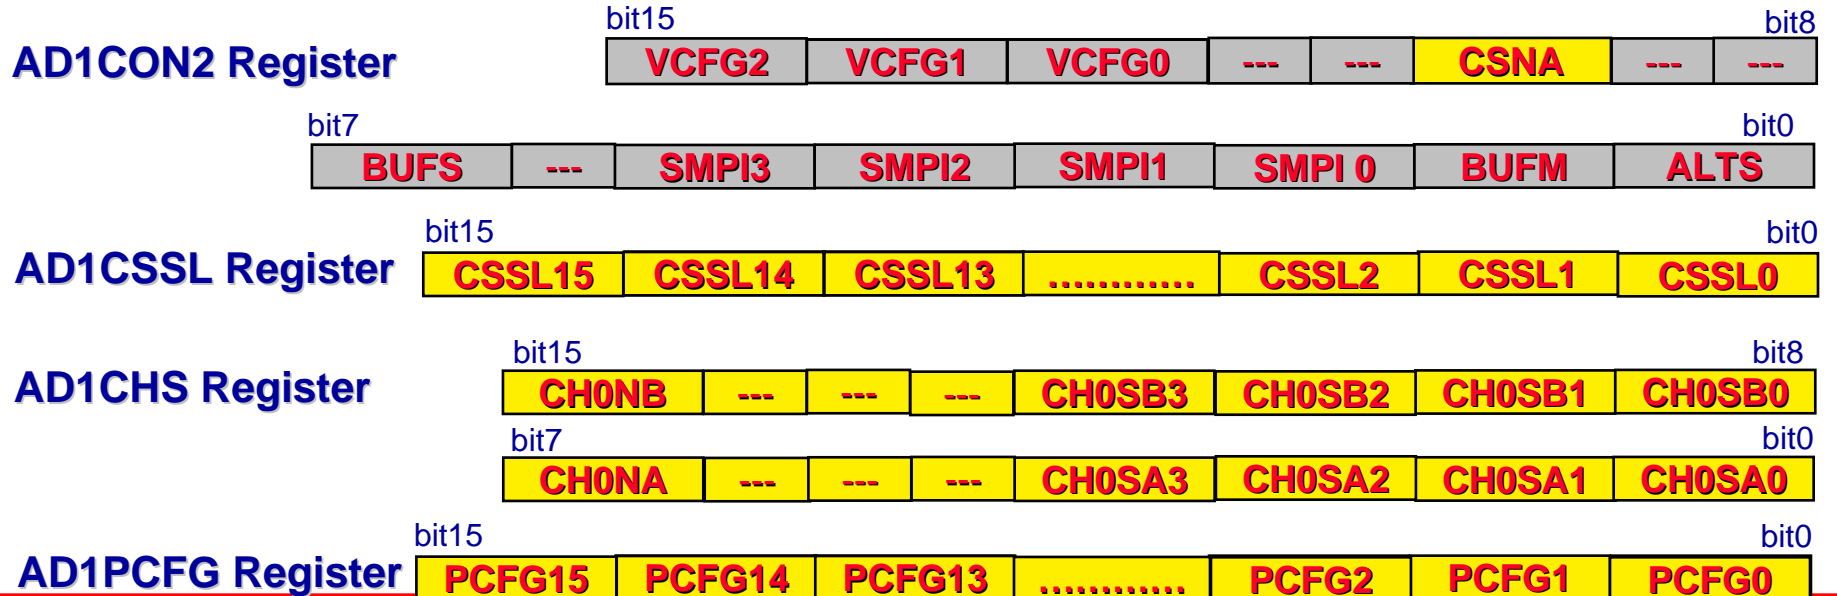 bit15 bit8
AD1CON2 Register VCFG2 VCFG1 VCFG0 --- --- CSNA --- ---
bit7 bit0
BUFS --- SMPI3 SMPI2 SMPI1 SMPI 0 BUFM ALTS
bit15 bit0
AD1CSSL Register CSSL15 CSSL14 CSSL13 ............ CSSL2 CSSL1 CSSL0
bit15 bit8
AD1CHS Register CH0NB --- --- --- CH0SB3 CH0SB2 CH0SB1 CH0SB0
bit7 bit0
CH0NA --- --- --- CH0SA3 CH0SA2 CH0SA1 CH0SA0
bit15 bit0
AD1PCFG Register PCFG15 PCFG14 PCFG13 ............ PCFG2 PCFG1 PCFG0